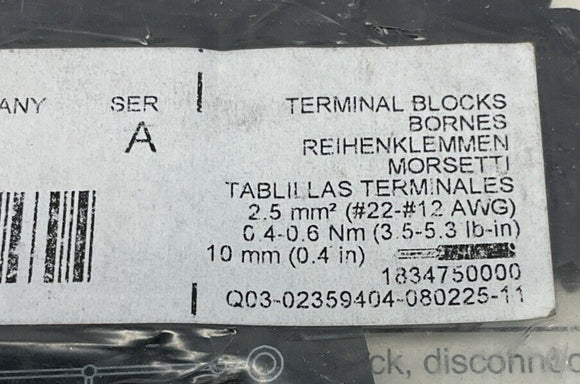 ANY SER
A
TERMINAL BLOCKS
BORNES
REIHENKLEMMEN
MORSETTI
TABLILLAS TERMINALES
2.5 mm² (#22-#12 AWG)
0.4-0.6 Nm (3.5-5.3 lb-in)
10 mm (0.4 in)
1834750000
Q03-02359404-080225-11
ck, disconnec